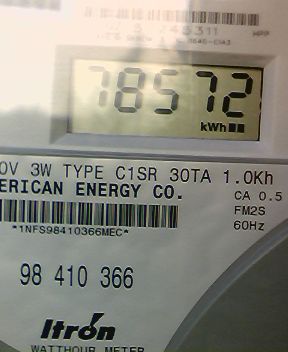 78572
kWh
0V 3W TYPE C1SR 30TA 1.0Kh
ERICAN ENERGY CO.
CA 0.5
FM2S
*1NFS98410366MEC*
60Hz
98 410 366
Itrón
WATTHOUR METER